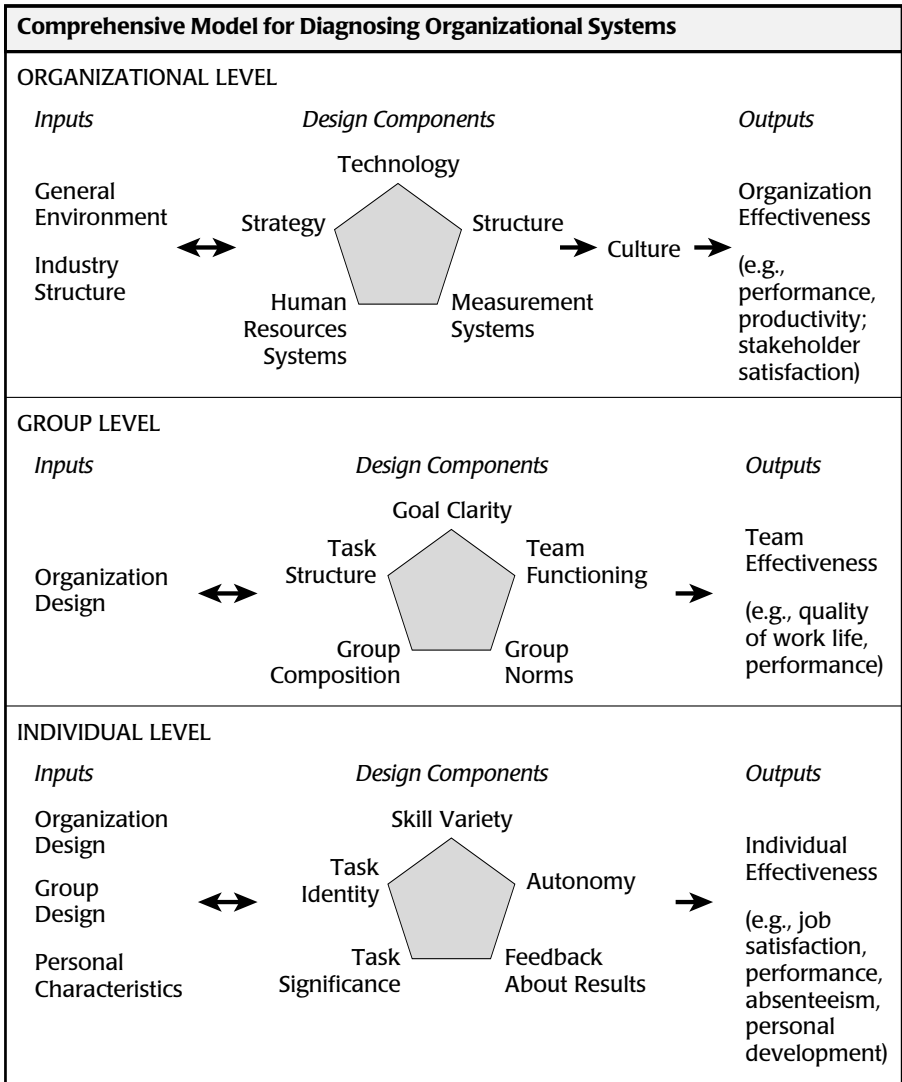 Comprehensive Model for Diagnosing Organizational Systems
ORGANIZATIONAL LEVEL
Inputs
Design Components
Outputs
General
Environment
Industry
Structure
Technology
Strategy
Structure
Human
Resources
Systems
Measurement
Systems
Culture
Organization
Effectiveness
(e.g.,
performance,
productivity;
stakeholder
satisfaction)
GROUP LEVEL
Inputs
Design Components
Outputs
Organization
Design
Goal Clarity
Task
Structure
Team
Functioning
Group
Composition
Group
Norms
Team
Effectiveness
(e.g., quality
of work life,
performance)
INDIVIDUAL LEVEL
Inputs
Design Components
Outputs
Organization
Design
Group
Design
Personal
Characteristics
Skill Variety
Task
Identity
Autonomy
Task
Significance
Feedback
About Results
Individual
Effectiveness
(e.g., job
satisfaction,
performance,
absenteeism,
personal
development)